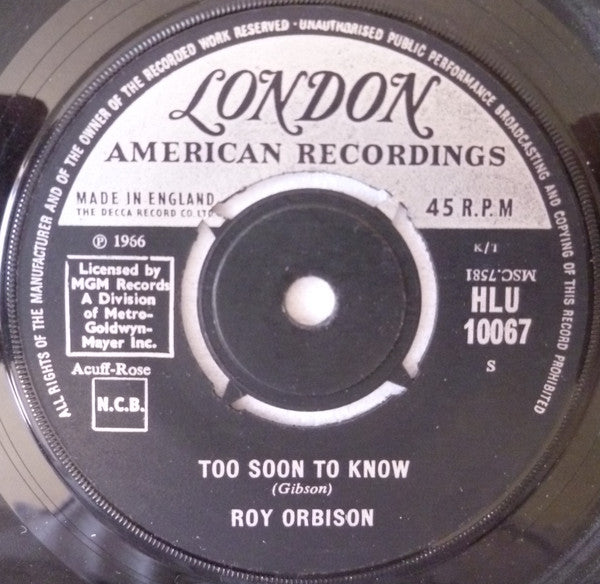 ALL RIGHTS OF THE MANUFACTURER AND OF THE OWNER OF THE RECORDED WORK RESERVED · UNAUTHORISED PUBLIC PERFORMANCE BROADCASTING AND COPYING OF THIS RECORD PROHIBITED
LONDON
AMERICAN RECORDINGS
MADE IN ENGLAND
THE DECCA RECORD CO. LTD
45 R.P.M
℗ 1966
L/X
MSC.7581
Licensed by
MGM Records
A Division
of Metro-
Goldwyn-
Mayer Inc.
HLU
10067
S
Acuff-Rose
N.C.B.
TOO SOON TO KNOW
(Gibson)
ROY ORBISON